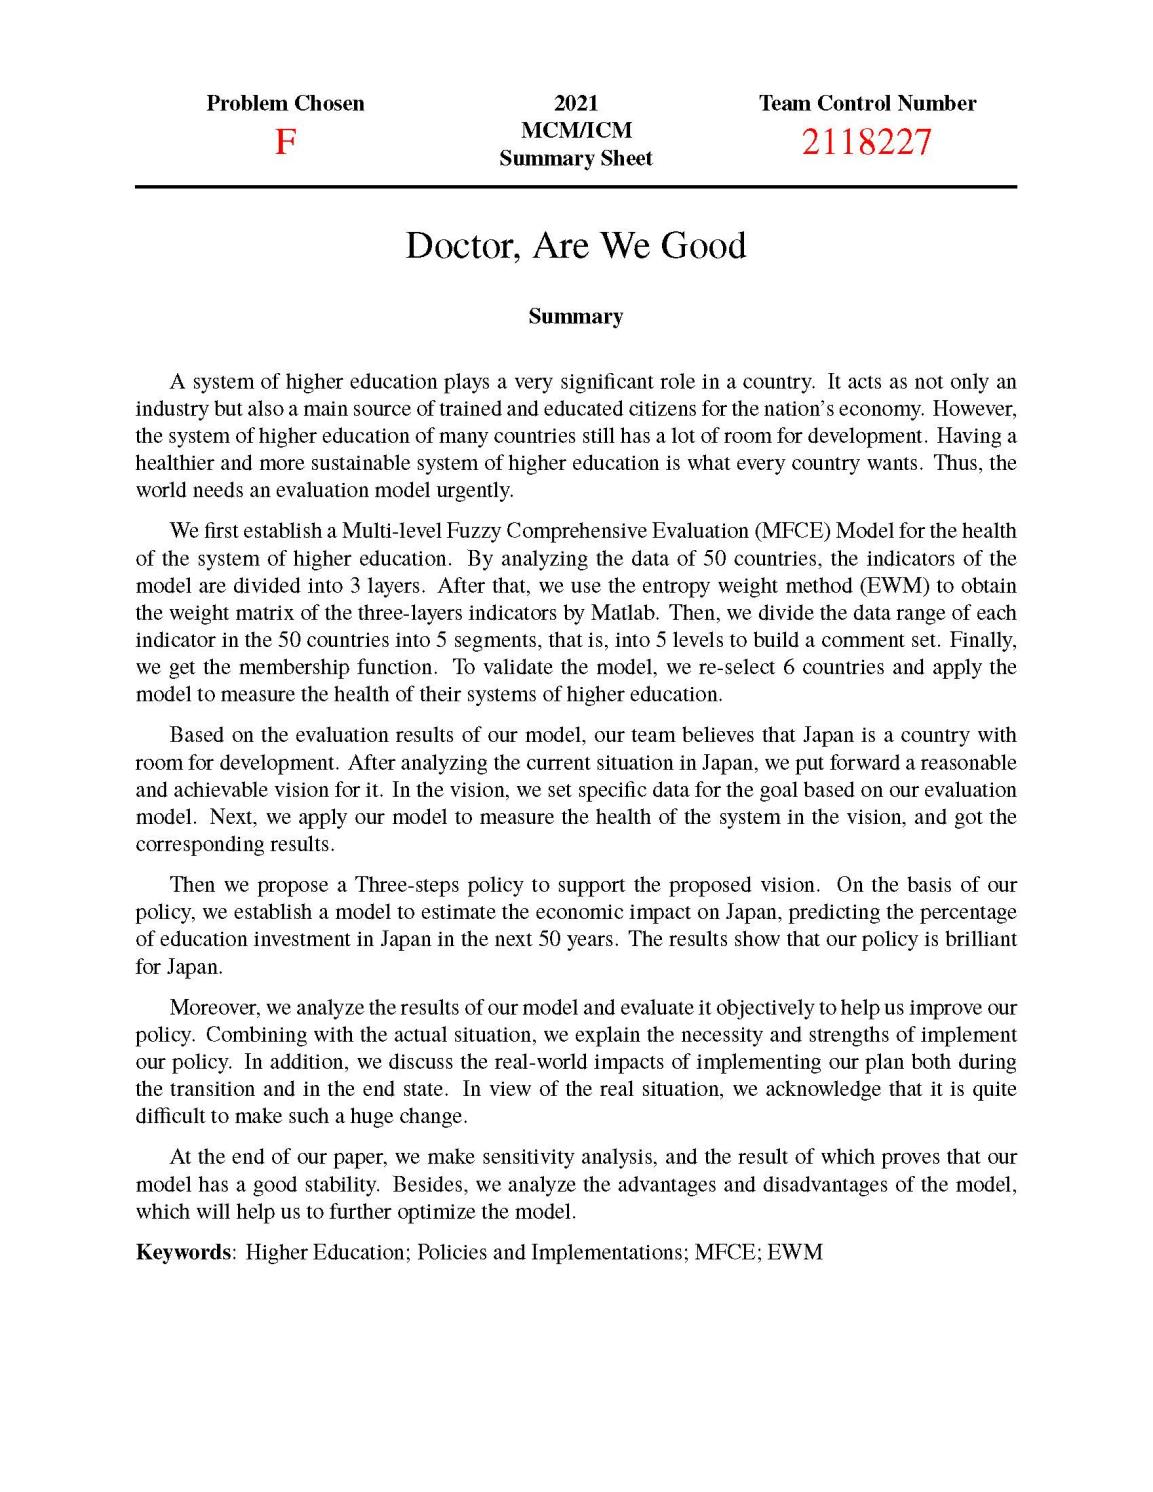 Problem Chosen
F
2021
MCM/ICM
Summary Sheet
Team Control Number
2118227
Doctor, Are We Good
Summary
A system of higher education plays a very significant role in a country. It acts as not only an
industry but also a main source of trained and educated citizens for the nation's economy. However,
the system of higher education of many countries still has a lot of room for development. Having a
healthier and more sustainable system of higher education is what every country wants. Thus, the
world needs an evaluation model urgently.
We first establish a Multi-level Fuzzy Comprehensive Evaluation (MFCE) Model for the health
of the system of higher education. By analyzing the data of 50 countries, the indicators of the
model are divided into 3 layers. After that, we use the entropy weight method (EWM) to obtain
the weight matrix of the three-layers indicators by Matlab. Then, we divide the data range of each
indicator in the 50 countries into 5 segments, that is, into 5 levels to build a comment set. Finally,
we get the membership function. To validate the model, we re-select 6 countries and apply the
model to measure the health of their systems of higher education.
Based on the evaluation results of our model, our team believes that Japan is a country with
room for development. After analyzing the current situation in Japan, we put forward a reasonable
and achievable vision for it. In the vision, we set specific data for the goal based on our evaluation
model. Next, we apply our model to measure the health of the system in the vision, and got the
corresponding results.
Then we propose a Three-steps policy to support the proposed vision. On the basis of our
policy, we establish a model to estimate the economic impact on Japan, predicting the percentage
of education investment in Japan in the next 50 years. The results show that our policy is brilliant
for Japan.
Moreover, we analyze the results of our model and evaluate it objectively to help us improve our
policy. Combining with the actual situation, we explain the necessity and strengths of implement
our policy. In addition, we discuss the real-world impacts of implementing our plan both during
the transition and in the end state. In view of the real situation, we acknowledge that it is quite
difficult to make such a huge change.
At the end of our paper, we make sensitivity analysis, and the result of which proves that our
model has a good stability. Besides, we analyze the advantages and disadvantages of the model,
which will help us to further optimize the model.
Keywords: Higher Education; Policies and Implementations; MFCE; EWM